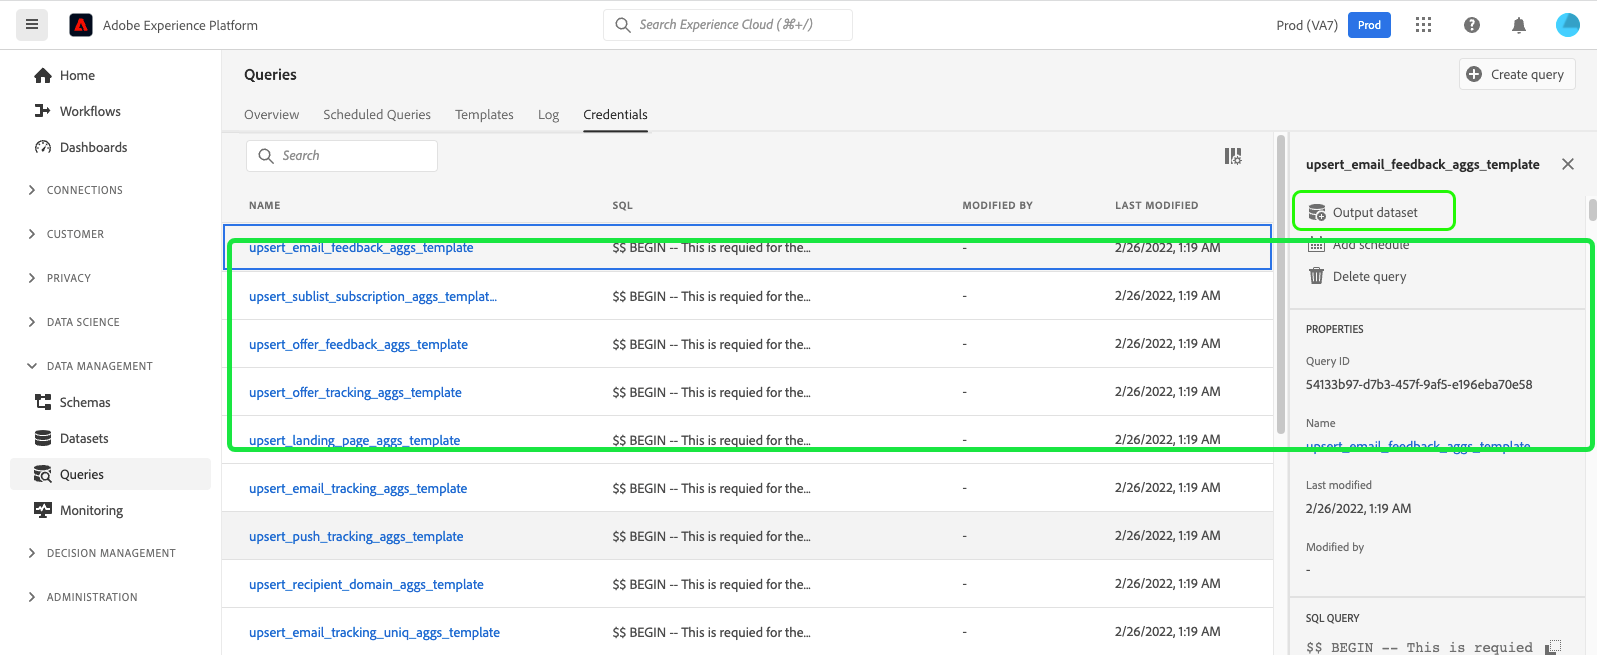 Adobe Experience Platform
Search Experience Cloud (⌘+/)
Prod (VA7)
Prod
Home
Workflows
Dashboards
CONNECTIONS
CUSTOMER
PRIVACY
DATA SCIENCE
DATA MANAGEMENT
Schemas
Datasets
Queries
Monitoring
DECISION MANAGEMENT
ADMINISTRATION
Queries
Create query
Overview Scheduled Queries Templates Log Credentials
Search
NAME SQL MODIFIED BY LAST MODIFIED
upsert_email_feedback_aggs_template $$ BEGIN -- This is requied for the... - 2/26/2022, 1:19 AM
upsert_sublist_subscription_aggs_templat... $$ BEGIN -- This is requied for the... - 2/26/2022, 1:19 AM
upsert_offer_feedback_aggs_template $$ BEGIN -- This is requied for the... - 2/26/2022, 1:19 AM
upsert_offer_tracking_aggs_template $$ BEGIN -- This is requied for the... - 2/26/2022, 1:19 AM
upsert_landing_page_aggs_template $$ BEGIN -- This is requied for the... - 2/26/2022, 1:19 AM
upsert_email_tracking_aggs_template $$ BEGIN -- This is requied for the... - 2/26/2022, 1:19 AM
upsert_push_tracking_aggs_template $$ BEGIN -- This is requied for the... - 2/26/2022, 1:19 AM
upsert_recipient_domain_aggs_template $$ BEGIN -- This is requied for the... - 2/26/2022, 1:19 AM
upsert_email_tracking_uniq_aggs_template $$ BEGIN -- This is requied for the... - 2/26/2022, 1:19 AM
upsert_email_feedback_aggs_template
Output dataset
Add schedule
Delete query
PROPERTIES
Query ID
54133b97-d7b3-457f-9af5-e196eba70e58
Name
upsert_email_feedback_aggs_template
Last modified
2/26/2022, 1:19 AM
Modified by
-
SQL QUERY
$$ BEGIN -- This is requied